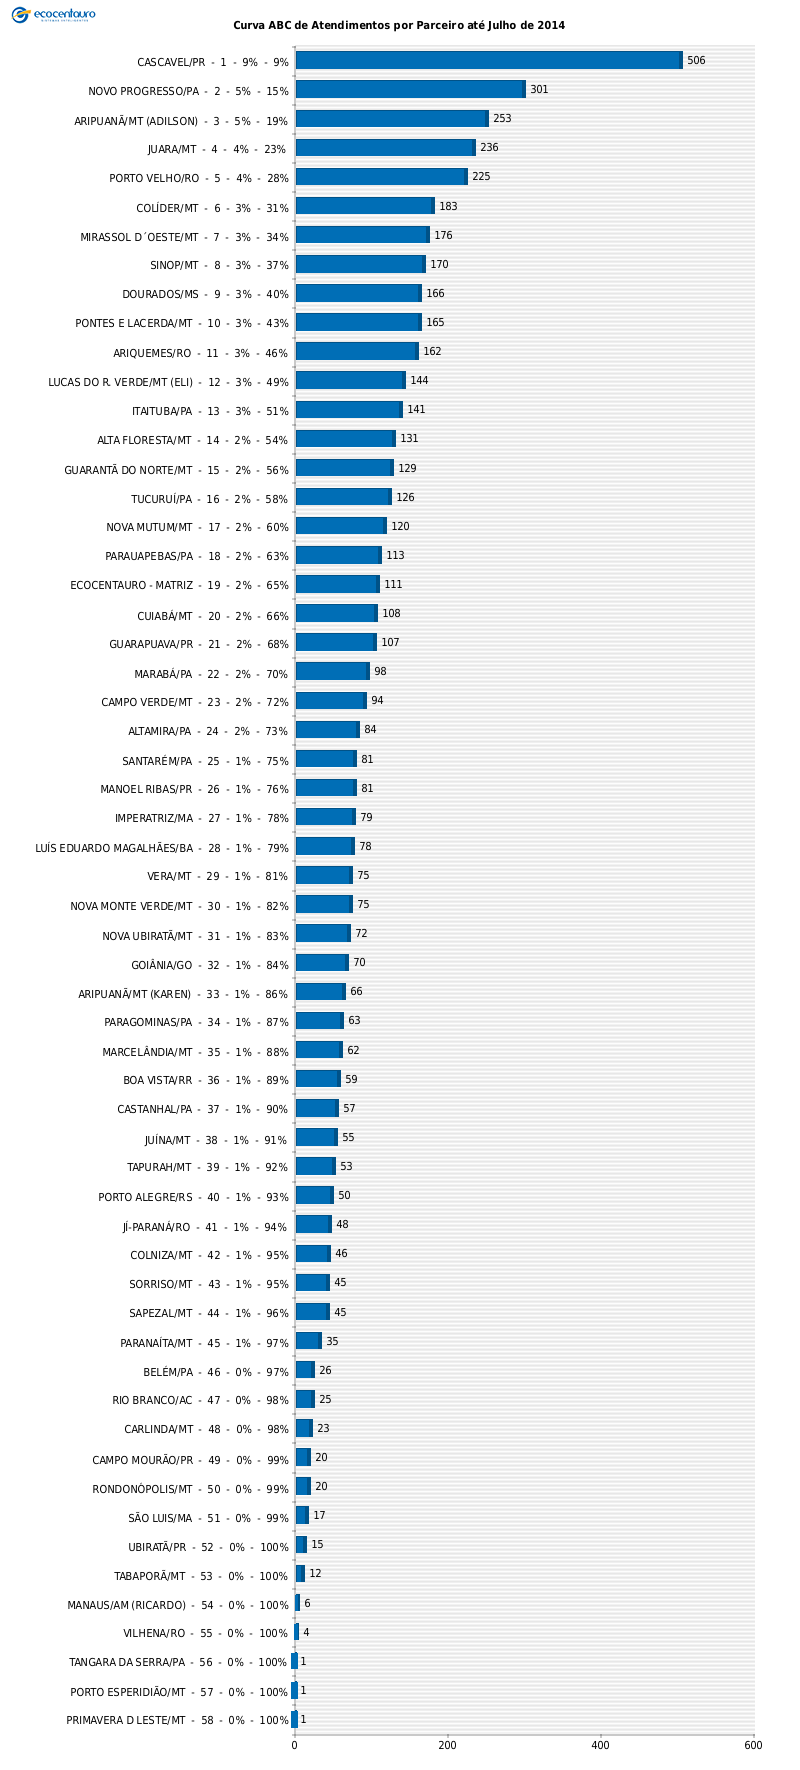 ecocentauro
Curva ABC de Atendimentos por Parceiro até Julho de 2014
CASCAVEL/PR - 1 - 9% - 9% 506
NOVO PROGRESSO/PA - 2 - 5% - 15% 301
ARIPUANÃ/MT (ADILSON) - 3 - 5% - 19% 253
JUARA/MT - 4 - 4% - 23% 236
PORTO VELHO/RO - 5 - 4% - 28% 225
COLÍDER/MT - 6 - 3% - 31% 183
MIRASSOL D´OESTE/MT - 7 - 3% - 34% 176
SINOP/MT - 8 - 3% - 37% 170
DOURADOS/MS - 9 - 3% - 40% 166
PONTES E LACERDA/MT - 10 - 3% - 43% 165
ARIQUEMES/RO - 11 - 3% - 46% 162
LUCAS DO R. VERDE/MT (ELI) - 12 - 3% - 49% 144
ITAITUBA/PA - 13 - 3% - 51% 141
ALTA FLORESTA/MT - 14 - 2% - 54% 131
GUARANTÃ DO NORTE/MT - 15 - 2% - 56% 129
TUCURUÍ/PA - 16 - 2% - 58% 126
NOVA MUTUM/MT - 17 - 2% - 60% 120
PARAUAPEBAS/PA - 18 - 2% - 63% 113
ECOCENTAURO - MATRIZ - 19 - 2% - 65% 111
CUIABÁ/MT - 20 - 2% - 66% 108
GUARAPUAVA/PR - 21 - 2% - 68% 107
MARABÁ/PA - 22 - 2% - 70% 98
CAMPO VERDE/MT - 23 - 2% - 72% 94
ALTAMIRA/PA - 24 - 2% - 73% 84
SANTARÉM/PA - 25 - 1% - 75% 81
MANOEL RIBAS/PR - 26 - 1% - 76% 81
IMPERATRIZ/MA - 27 - 1% - 78% 79
LUÍS EDUARDO MAGALHÃES/BA - 28 - 1% - 79% 78
VERA/MT - 29 - 1% - 81% 75
NOVA MONTE VERDE/MT - 30 - 1% - 82% 75
NOVA UBIRATÃ/MT - 31 - 1% - 83% 72
GOIÂNIA/GO - 32 - 1% - 84% 70
ARIPUANÃ/MT (KAREN) - 33 - 1% - 86% 66
PARAGOMINAS/PA - 34 - 1% - 87% 63
MARCELÂNDIA/MT - 35 - 1% - 88% 62
BOA VISTA/RR - 36 - 1% - 89% 59
CASTANHAL/PA - 37 - 1% - 90% 57
JUÍNA/MT - 38 - 1% - 91% 55
TAPURAH/MT - 39 - 1% - 92% 53
PORTO ALEGRE/RS - 40 - 1% - 93% 50
JÍ-PARANÁ/RO - 41 - 1% - 94% 48
COLNIZA/MT - 42 - 1% - 95% 46
SORRISO/MT - 43 - 1% - 95% 45
SAPEZAL/MT - 44 - 1% - 96% 45
PARANAÍTA/MT - 45 - 1% - 97% 35
BELÉM/PA - 46 - 0% - 97% 26
RIO BRANCO/AC - 47 - 0% - 98% 25
CARLINDA/MT - 48 - 0% - 98% 23
CAMPO MOURÃO/PR - 49 - 0% - 99% 20
RONDONÓPOLIS/MT - 50 - 0% - 99% 20
SÃO LUIS/MA - 51 - 0% - 99% 17
UBIRATÃ/PR - 52 - 0% - 100% 15
TABAPORÃ/MT - 53 - 0% - 100% 12
MANAUS/AM (RICARDO) - 54 - 0% - 100% 6
VILHENA/RO - 55 - 0% - 100% 4
TANGARA DA SERRA/PA - 56 - 0% - 100% 1
PORTO ESPERIDIÃO/MT - 57 - 0% - 100% 1
PRIMAVERA D LESTE/MT - 58 - 0% - 100% 1
0 200 400 600